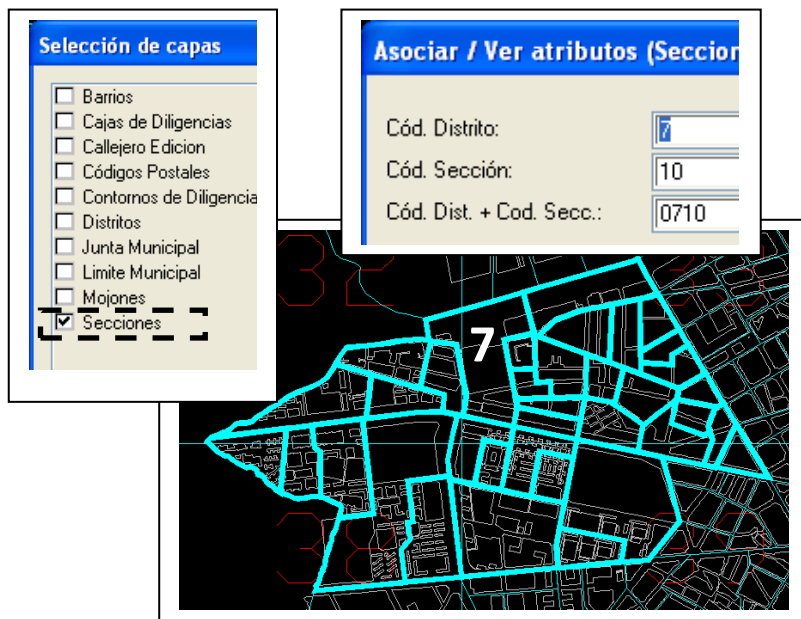 Selección de capas
Barrios
Cajas de Diligencias
Callejero Edicion
Códigos Postales
Contornos de Diligencia
Distritos
Junta Municipal
Limite Municipal
Mojones
Secciones
Asociar / Ver atributos (Seccion
Cód. Distrito: 7
Cód. Sección: 10
Cód. Dist. + Cod. Secc.: 0710
7